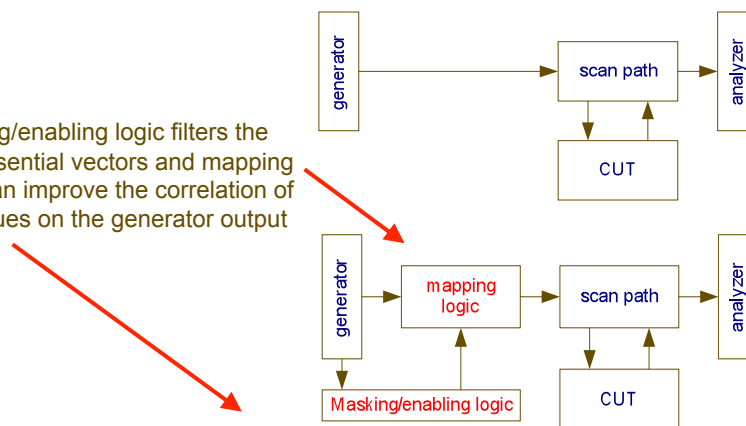 generator
scan path
analyzer
CUT
g/enabling logic filters the
sential vectors and mapping
an improve the correlation of
ues on the generator output
generator
mapping
logic
scan path
analyzer
Masking/enabling logic
CUT